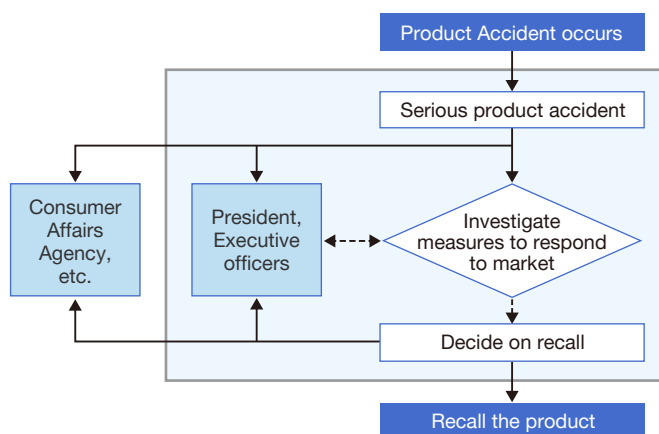 Product Accident occurs
Serious product accident
Consumer
Affairs
Agency,
etc.
President,
Executive
officers
Investigate
measures to respond
to market
Decide on recall
Recall the product